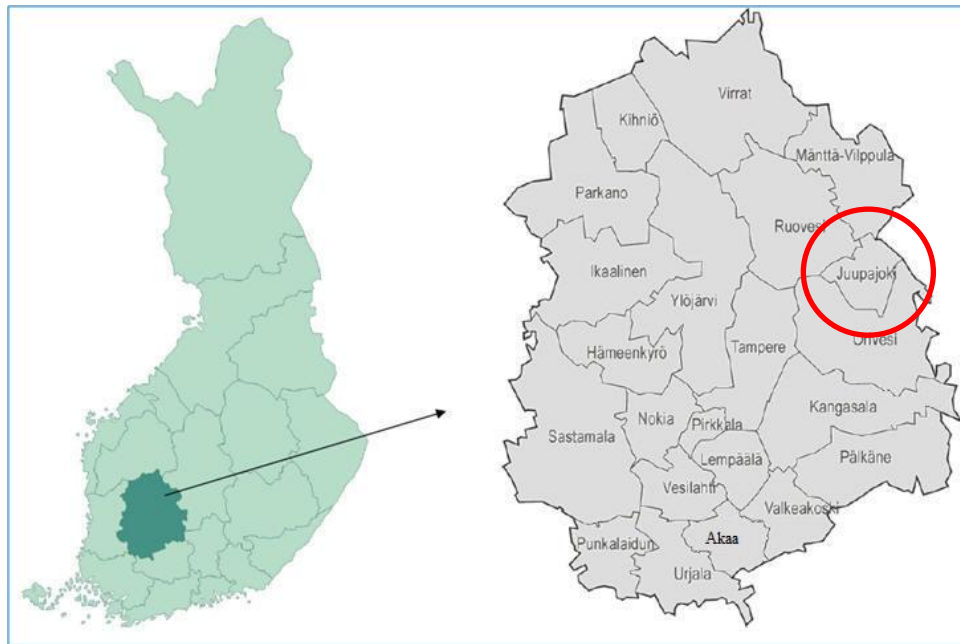 Virrat
Kihniö
Mänttä-Vilppula
Parkano
Ruovesi
Ikaalinen
Juupajoki
Ylöjärvi
Hämeenkyrö
Tampere
Orivesi
Kangasala
Nokia
Pirkkala
Sastamala
Lempäälä
Pälkäne
Vesilahti
Valkeakoski
Punkalaidun
Akaa
Urjala